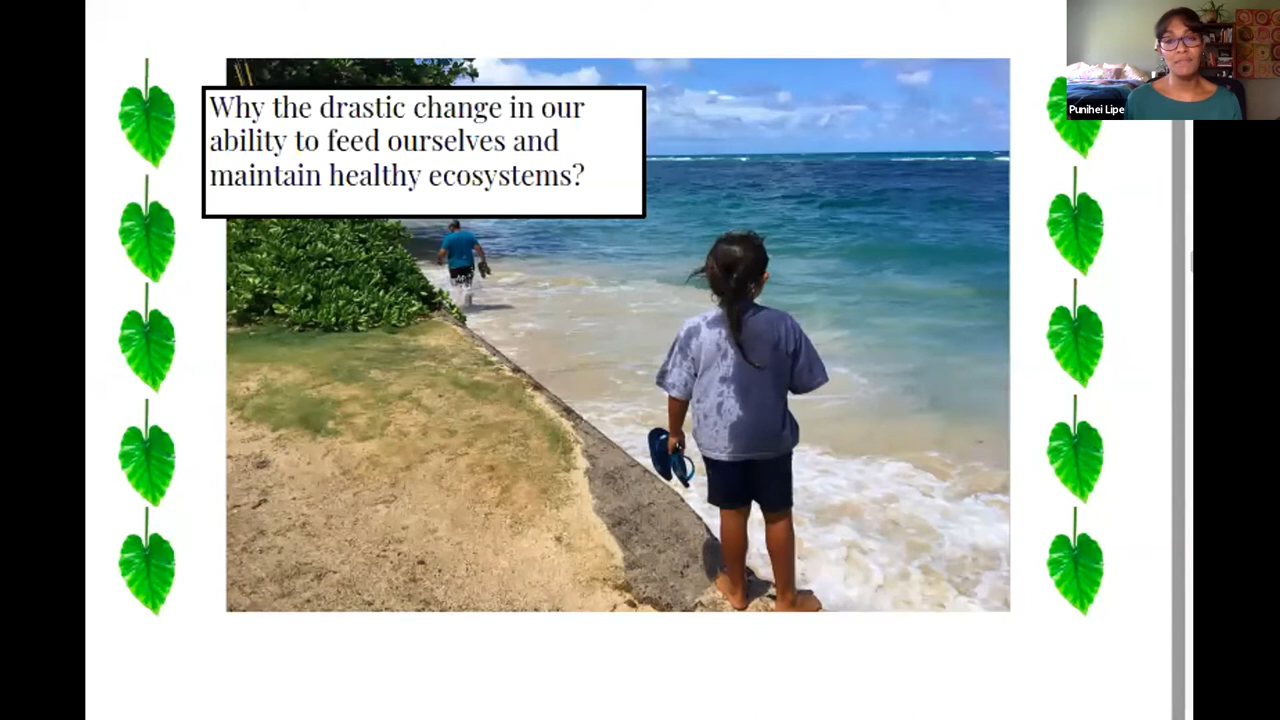 Why the drastic change in our
ability to feed ourselves and
maintain healthy ecosystems?
Punihei Lipe